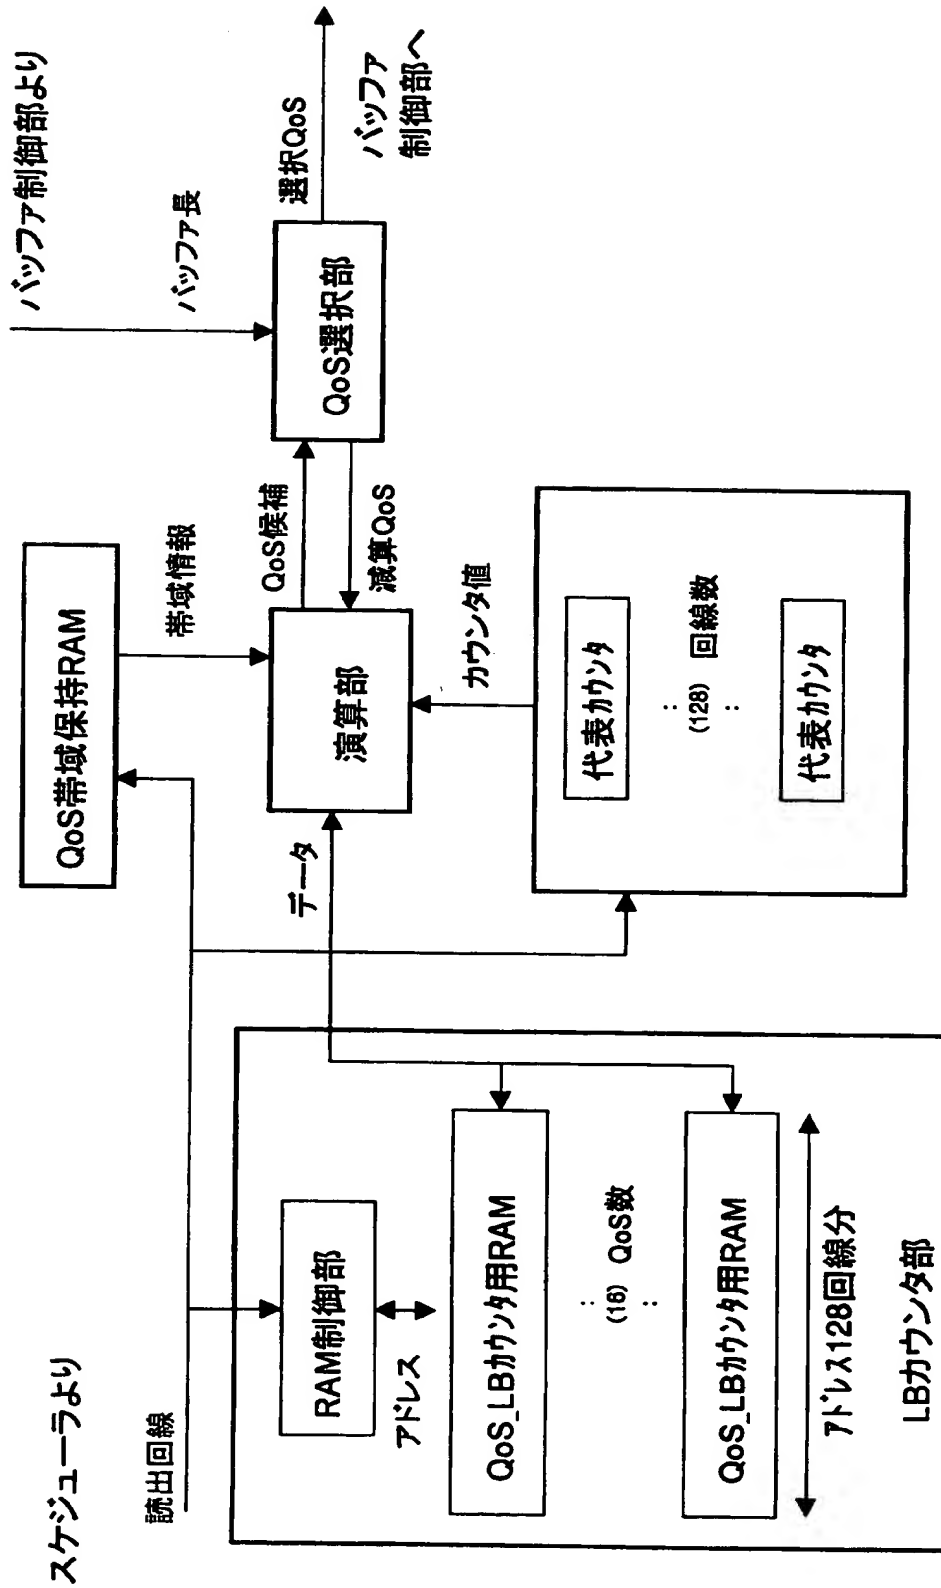 スケジューラより
読出回線
RAM制御部
アドレス
QoS_LBカウンタ用RAM
:
(16) QoS数
:
QoS_LBカウンタ用RAM
アドレス128回線分
LBカウンタ部
QoS帯域保持RAM
帯域情報
データ
演算部
QoS候補
減算QoS
カウンタ値
代表カウンタ
:
(128) 回線数
:
代表カウンタ
バッファ制御部より
バッファ長
QoS選択部
選択QoS
バッファ
制御部へ